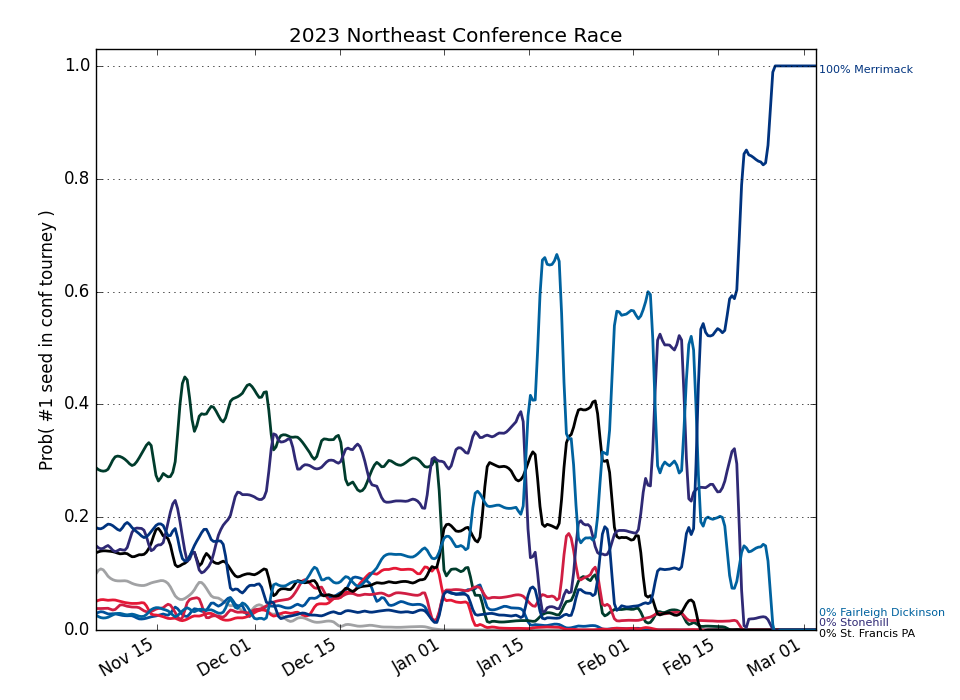 2023 Northeast Conference Race
Prob( #1 seed in conf tourney )
1.0
0.8
0.6
0.4
0.2
0.0
100% Merrimack
0% Fairleigh Dickinson
0% Stonehill
0% St. Francis PA
Nov 15
Dec 01
Dec 15
Jan 01
Jan 15
Feb 01
Feb 15
Mar 01